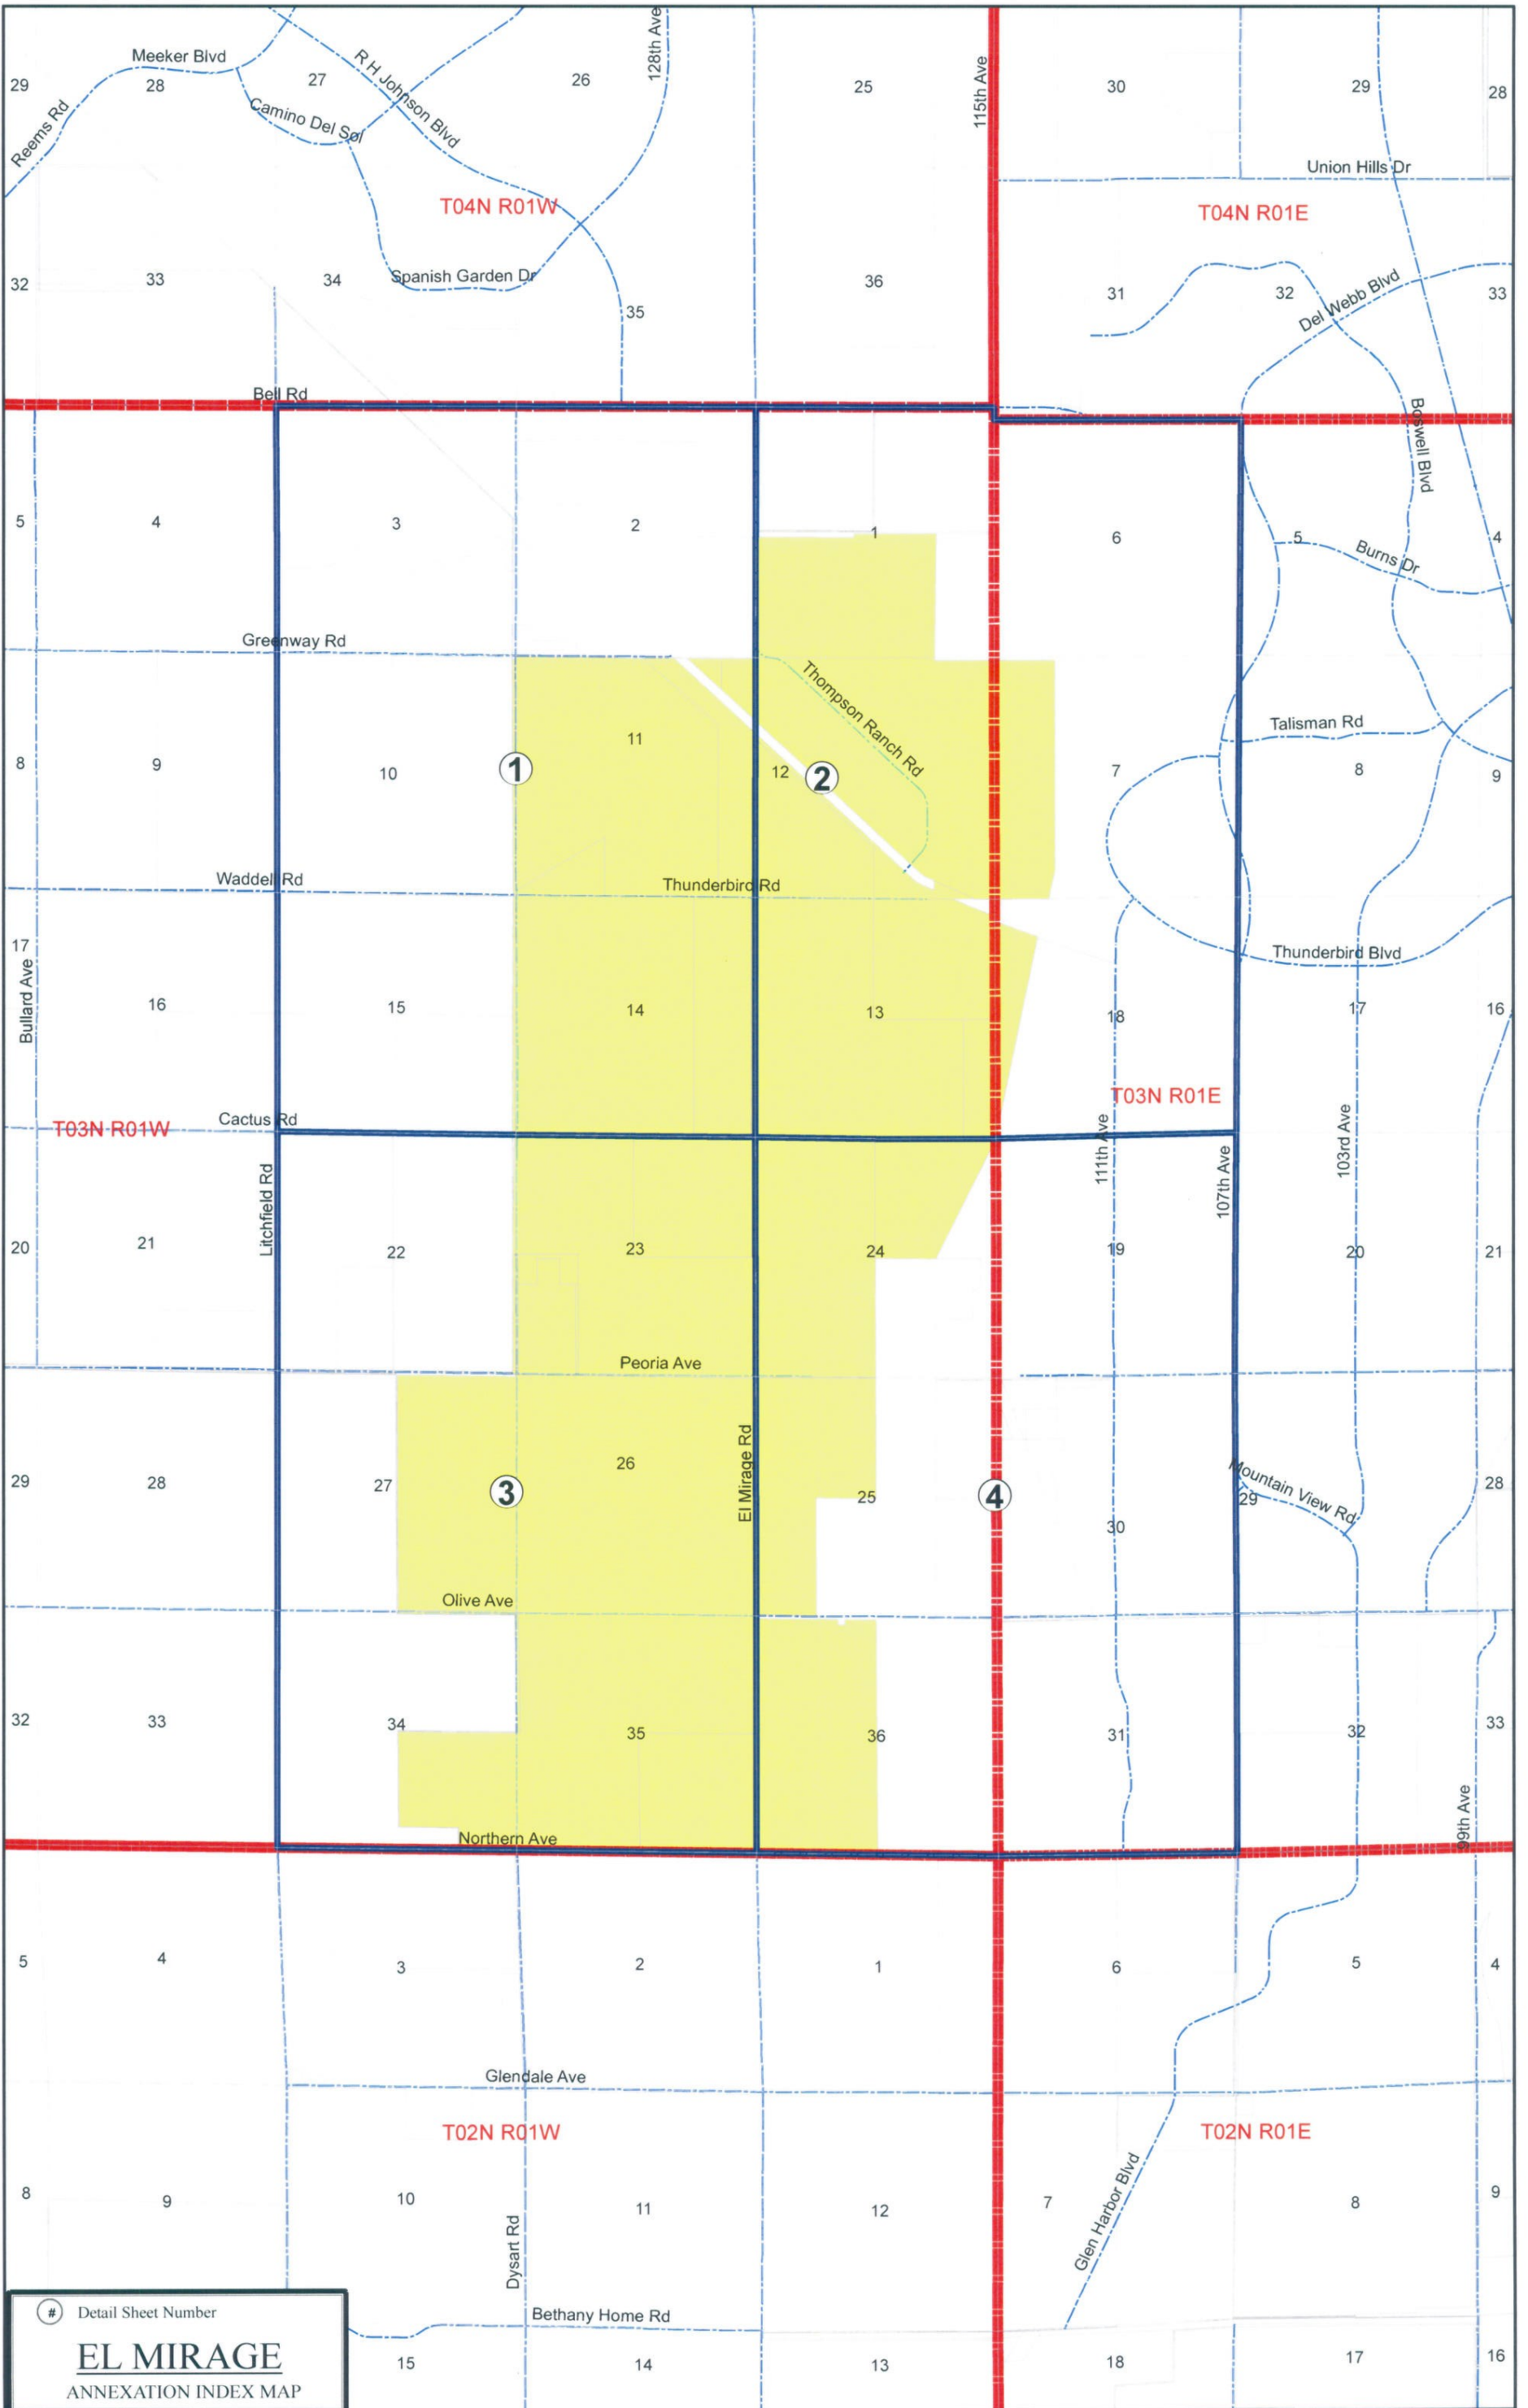 128th Ave
Meeker Blvd
R H Johnson Blvd
115th Ave
29
28
27
26
25
30
29
28
Reems Rd
Camino Del Sol
Union Hills Dr
T04N R01W
T04N R01E
32
33
34
Spanish Garden Dr
35
36
31
32
Del Webb Blvd
33
Bell Rd
Boswell Blvd
5
4
3
2
1
6
5
Burns Dr
4
Greenway Rd
Thompson Ranch Rd
Talisman Rd
8
9
10
1
11
12
2
7
8
9
Waddell Rd
Thunderbird Rd
Thunderbird Blvd
17
Bullard Ave
16
15
14
13
18
17
16
T03N R01E
T03N R01W
Cactus Rd
Litchfield Rd
111th Ave
107th Ave
103rd Ave
20
21
22
23
24
19
20
21
Peoria Ave
El Mirage Rd
29
28
27
3
26
25
4
30
Mountain View Rd
29
28
Olive Ave
32
33
34
35
36
31
32
33
Northern Ave
99th Ave
5
4
3
2
1
6
5
4
Glendale Ave
T02N R01W
T02N R01E
8
9
10
11
12
7
8
9
Dysart Rd
Glen Harbor Blvd
Bethany Home Rd
15
14
13
18
17
16
# Detail Sheet Number
EL MIRAGE
ANNEXATION INDEX MAP